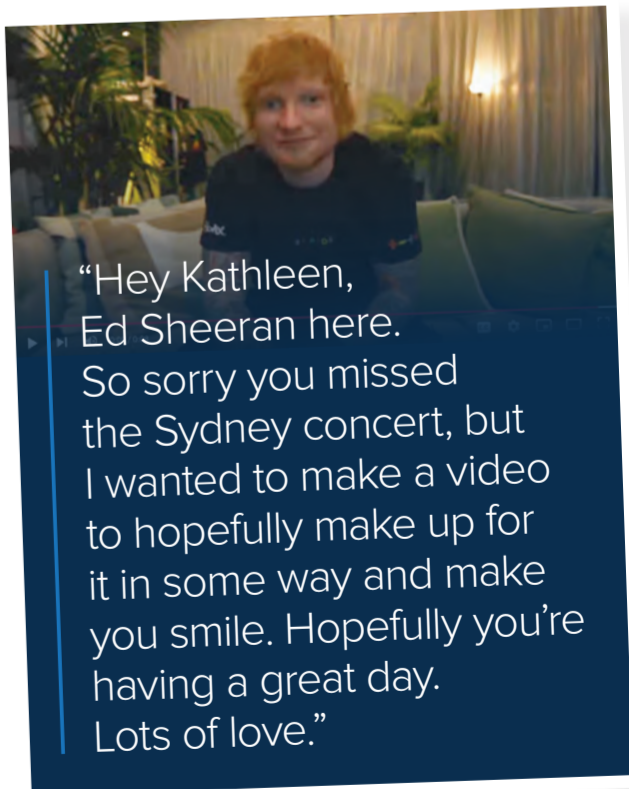 “Hey Kathleen,
Ed Sheeran here.
So sorry you missed
the Sydney concert, but
I wanted to make a video
to hopefully make up for
it in some way and make
you smile. Hopefully you’re
having a great day.
Lots of love.”